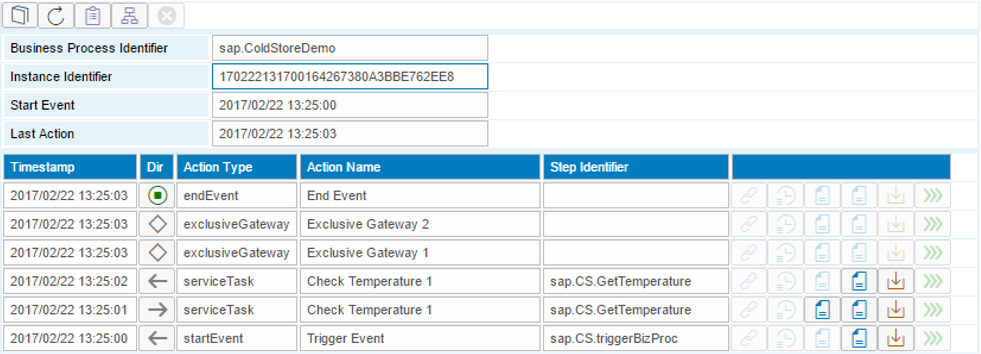 Business Process Identifier sap.ColdStoreDemo
Instance Identifier 170222131700164267380A3BBE762EE8
Start Event 2017/02/22 13:25:00
Last Action 2017/02/22 13:25:03
Timestamp Dir Action Type Action Name Step Identifier
2017/02/22 13:25:03 endEvent End Event
2017/02/22 13:25:03 exclusiveGateway Exclusive Gateway 2
2017/02/22 13:25:03 exclusiveGateway Exclusive Gateway 1
2017/02/22 13:25:02 serviceTask Check Temperature 1 sap.CS.GetTemperature
2017/02/22 13:25:01 serviceTask Check Temperature 1 sap.CS.GetTemperature
2017/02/22 13:25:00 startEvent Trigger Event sap.CS.triggerBizProc